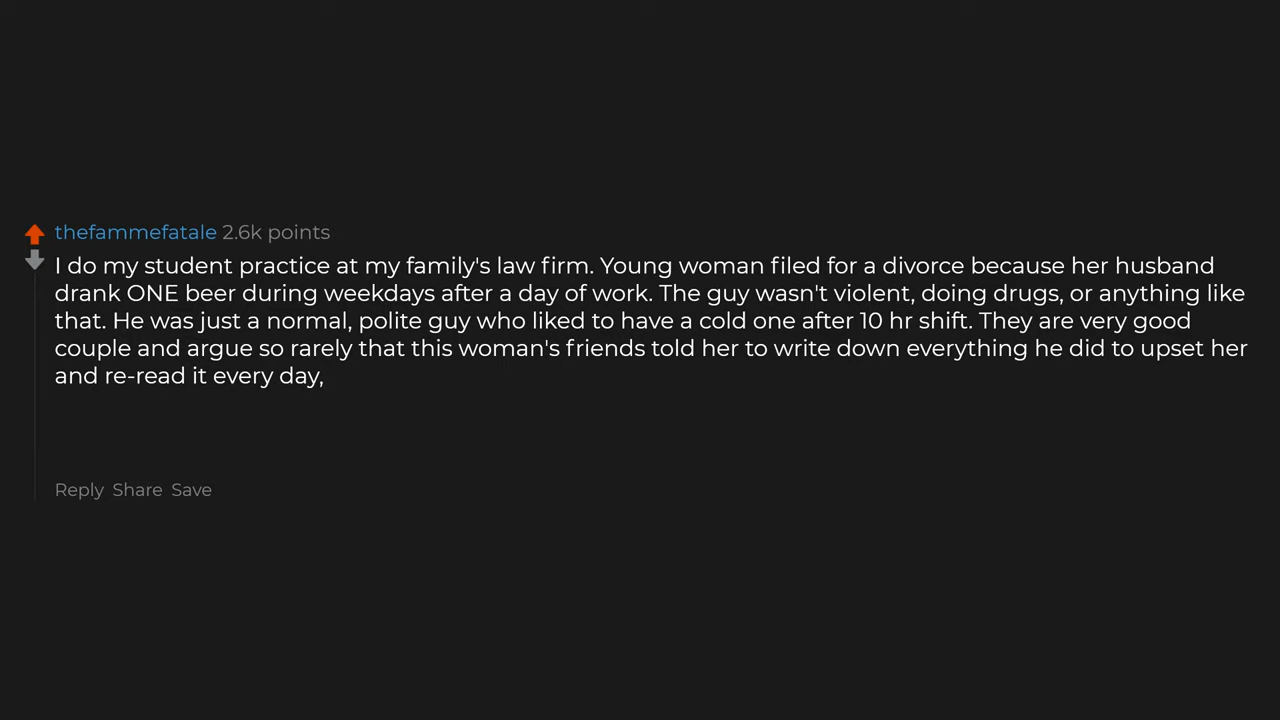 thefammefatale 2.6k points
I do my student practice at my family's law firm. Young woman filed for a divorce because her husband
drank ONE beer during weekdays after a day of work. The guy wasn't violent, doing drugs, or anything like
that. He was just a normal, polite guy who liked to have a cold one after 10 hr shift. They are very good
couple and argue so rarely that this woman's friends told her to write down everything he did to upset her
and re-read it every day,
Reply Share Save